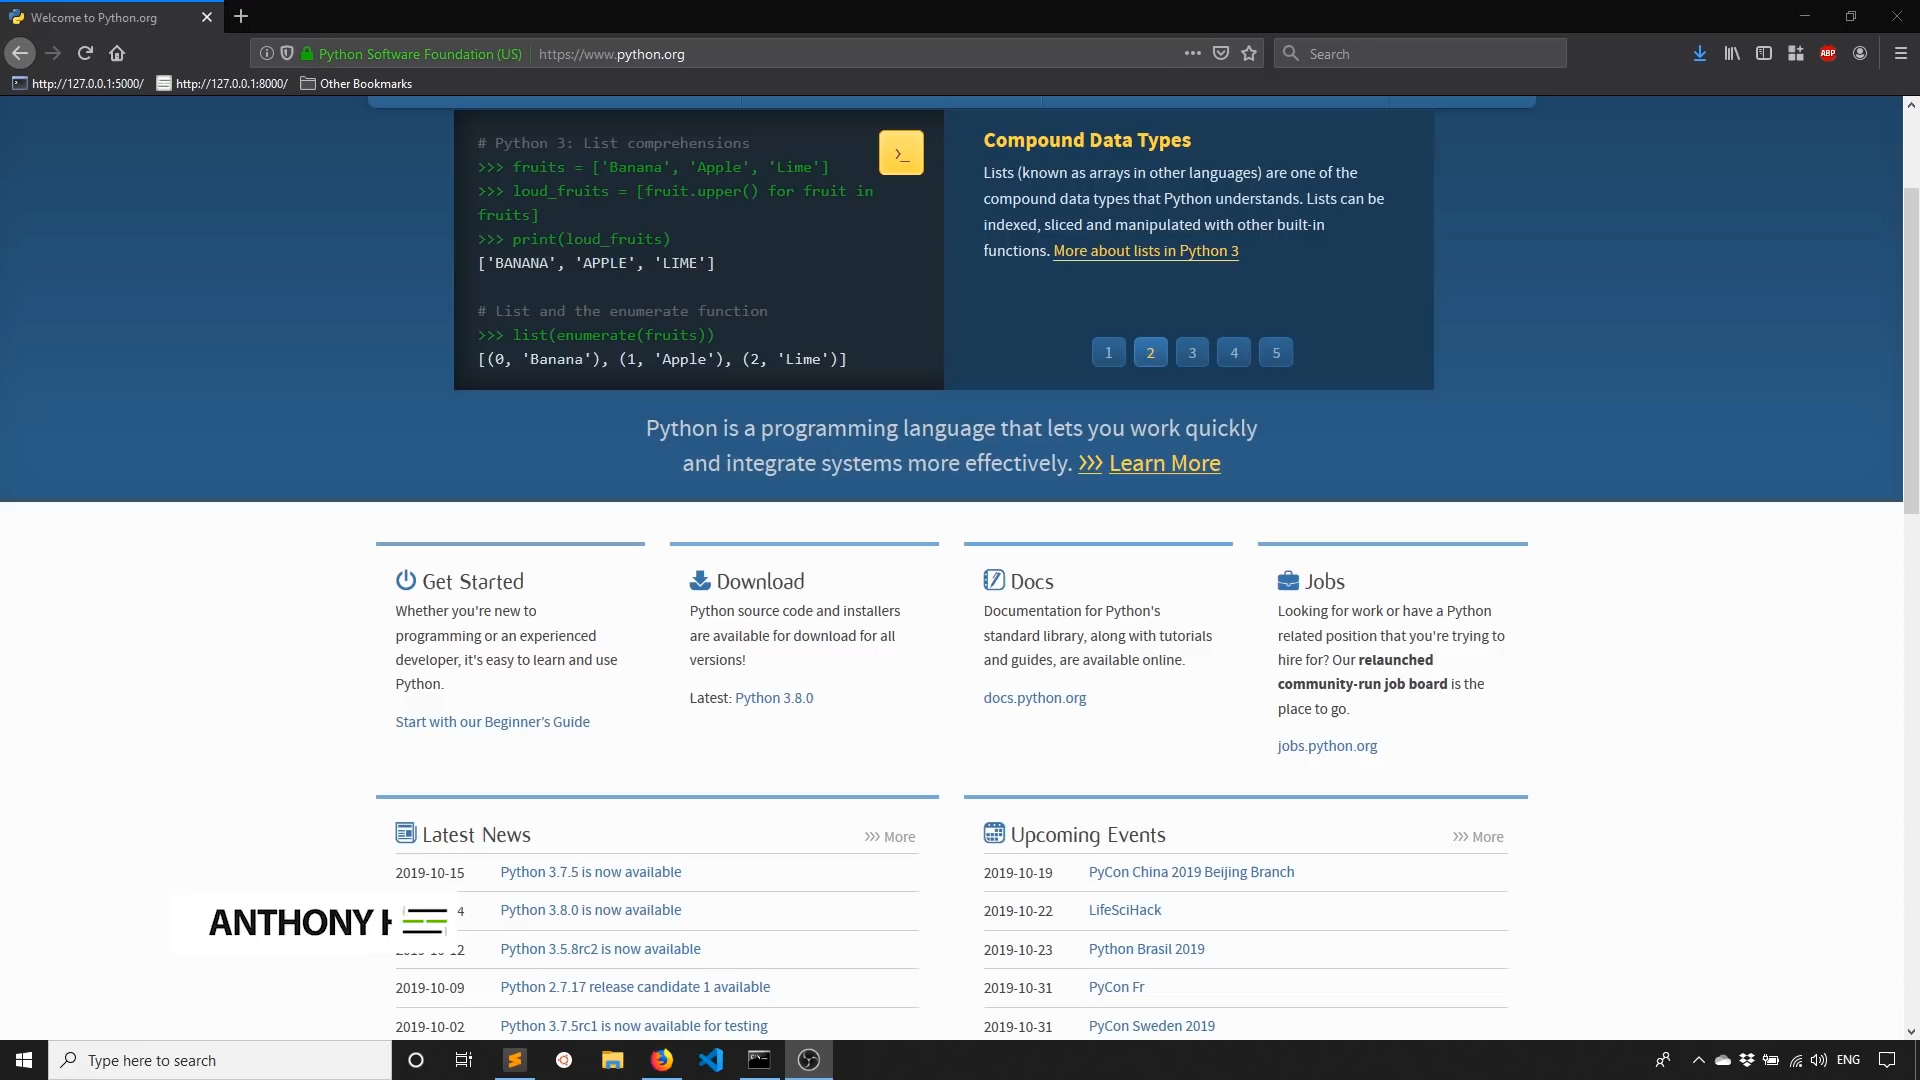 Welcome to Python.org
Python Software Foundation (US)
https://www.python.org
Search
ABP
http://127.0.0.1:5000/
http://127.0.0.1:8000/
Other Bookmarks
# Python 3: List comprehensions
>>> fruits = ['Banana', 'Apple', 'Lime']
>>> loud_fruits = [fruit.upper() for fruit in
fruits]
>>> print(loud_fruits)
['BANANA', 'APPLE', 'LIME']
# List and the enumerate function
>>> list(enumerate(fruits))
[(0, 'Banana'), (1, 'Apple'), (2, 'Lime')]
>_
Compound Data Types
Lists (known as arrays in other languages) are one of the
compound data types that Python understands. Lists can be
indexed, sliced and manipulated with other built-in
functions. More about lists in Python 3
1 2 3 4 5
Python is a programming language that lets you work quickly
and integrate systems more effectively. >>> Learn More
Get Started
Whether you're new to
programming or an experienced
developer, it's easy to learn and use
Python.
Start with our Beginner’s Guide
Download
Python source code and installers
are available for download for all
versions!
Latest: Python 3.8.0
Docs
Documentation for Python's
standard library, along with tutorials
and guides, are available online.
docs.python.org
Jobs
Looking for work or have a Python
related position that you're trying to
hire for? Our relaunched
community-run job board is the
place to go.
jobs.python.org
Latest News
>>> More
2019-10-15 Python 3.7.5 is now available
4 Python 3.8.0 is now available
2 Python 3.5.8rc2 is now available
2019-10-09 Python 2.7.17 release candidate 1 available
2019-10-02 Python 3.7.5rc1 is now available for testing
ANTHONY H
Upcoming Events
>>> More
2019-10-19 PyCon China 2019 Beijing Branch
2019-10-22 LifeSciHack
2019-10-23 Python Brasil 2019
2019-10-31 PyCon Fr
2019-10-31 PyCon Sweden 2019
Type here to search
ENG